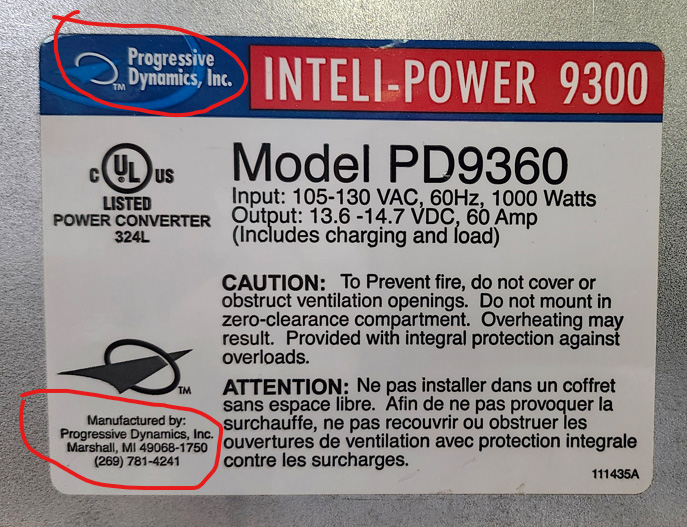 Progressive
Dynamics, Inc.
TM
INTELI-POWER 9300
C UL US
®
LISTED
POWER CONVERTER
324L
Model PD9360
Input: 105-130 VAC, 60Hz, 1000 Watts
Output: 13.6 -14.7 VDC, 60 Amp
(Includes charging and load)
CAUTION: To Prevent fire, do not cover or
obstruct ventilation openings. Do not mount in
zero-clearance compartment. Overheating may
result. Provided with integral protection against
overloads.
TM
Manufactured by:
Progressive Dynamics, Inc.
Marshall, MI 49068-1750
(269) 781-4241
ATTENTION: Ne pas installer dans un coffret
sans espace libre. Afin de ne pas provoquer la
surchauffe, ne pas recouvrir ou obstruer les
ouvertures de ventilation avec protection integrale
contre les surcharges.
111435A